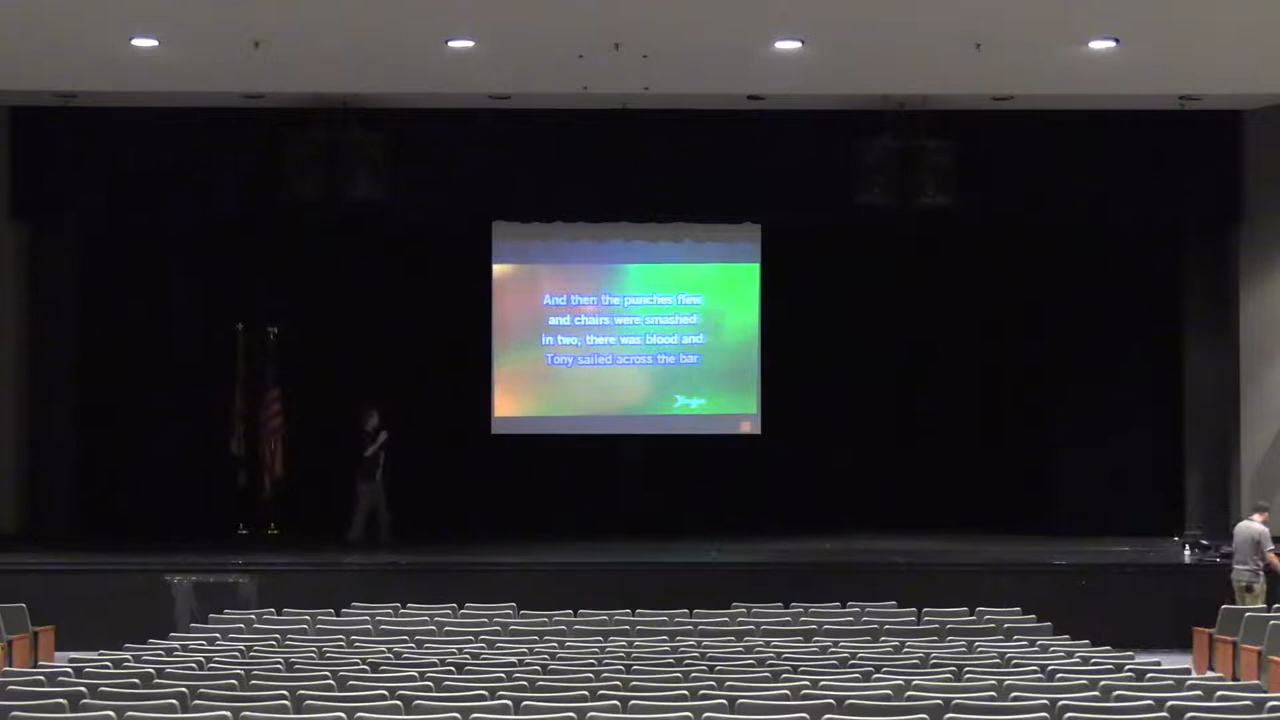 And then the punches flew
and chairs were smashed
in two, there was blood and
Tony sailed across the bar